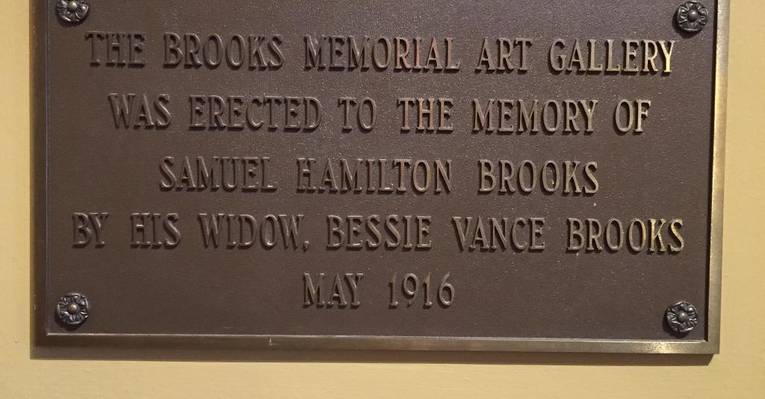 THE BROOKS MEMORIAL ART GALLERY
WAS ERECTED TO THE MEMORY OF
SAMUEL HAMILTON BROOKS
BY HIS WIDOW, BESSIE VANCE BROOKS
MAY 1916